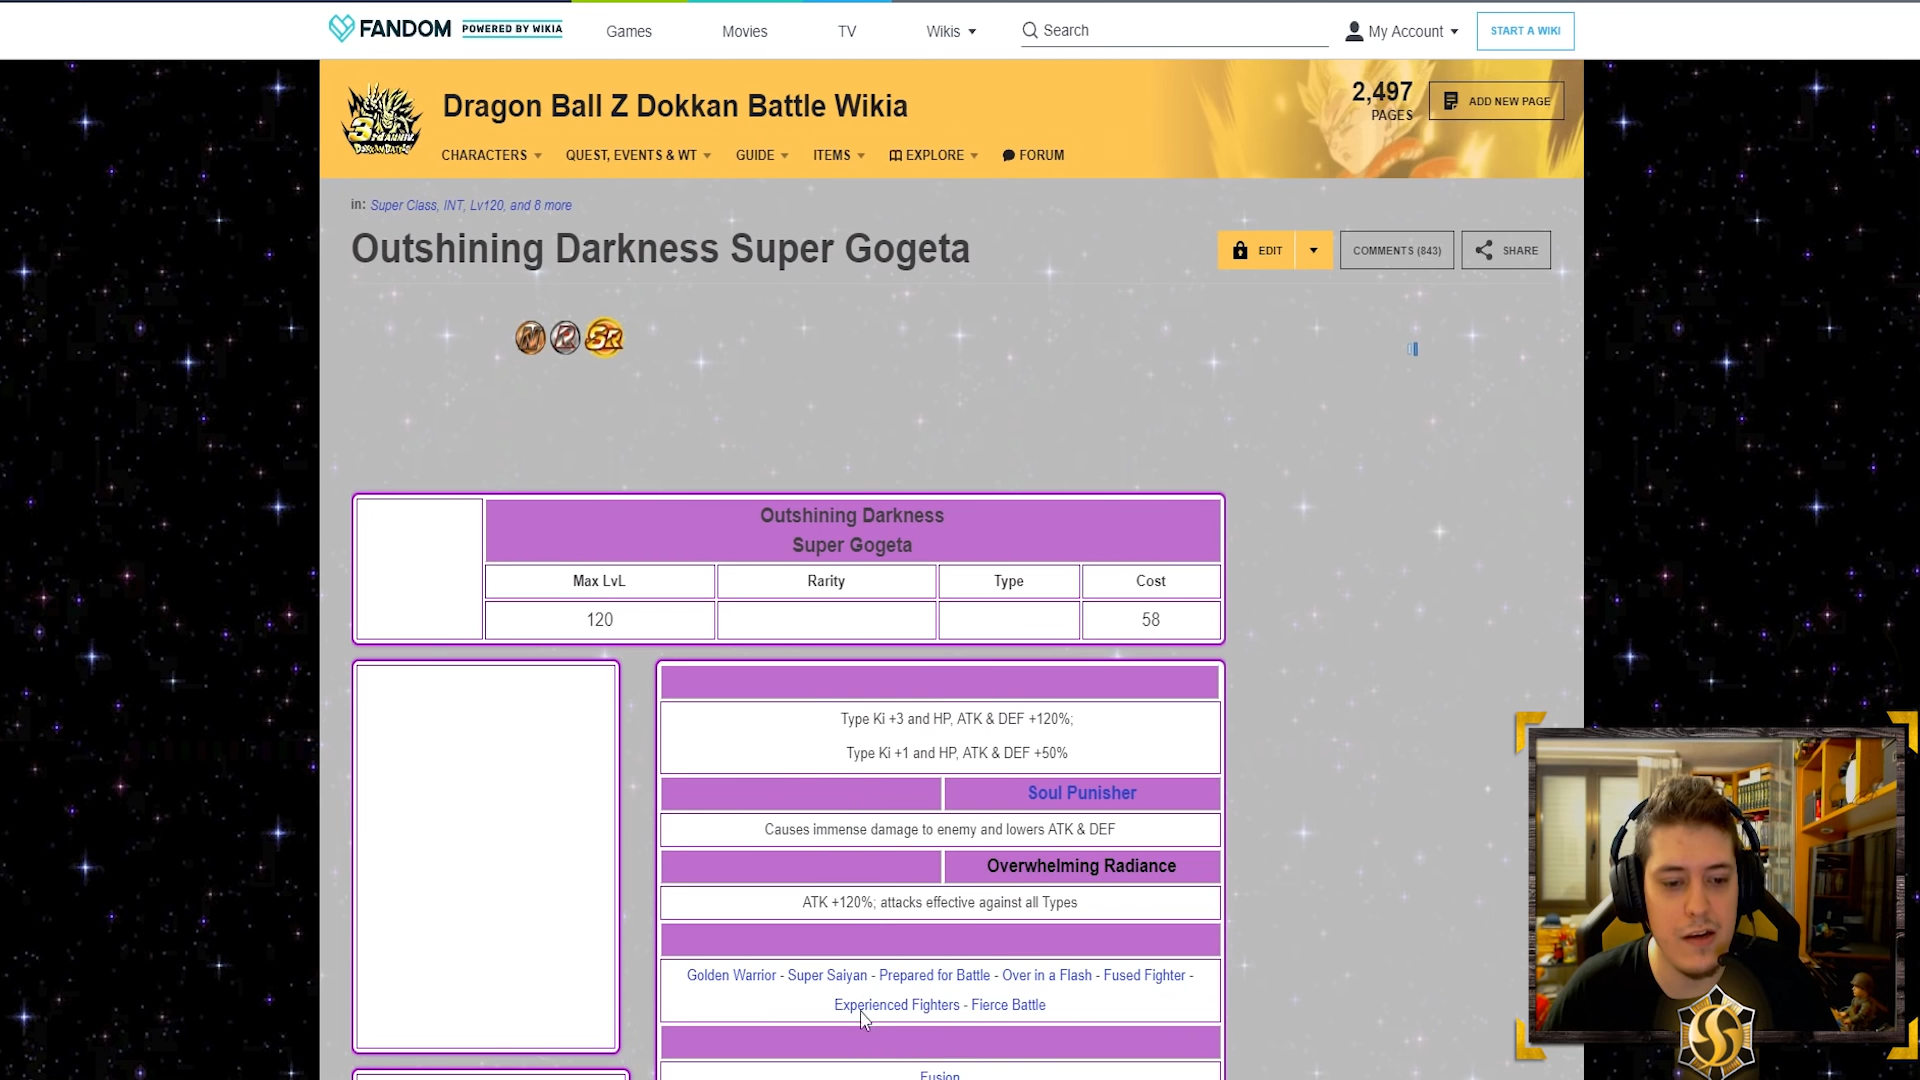 FANDOM POWERED BY WIKIA Games Movies TV Wikis Search My Account START A WIKI
3rd ANNIV. DOKKAN BATTLE
Dragon Ball Z Dokkan Battle Wikia
2,497
PAGES
ADD NEW PAGE
CHARACTERS QUEST, EVENTS & WT GUIDE ITEMS EXPLORE FORUM
in: Super Class, INT, Lv120, and 8 more
Outshining Darkness Super Gogeta
EDIT COMMENTS (843) SHARE
N R SR
Outshining Darkness
Super Gogeta
Max LvL Rarity Type Cost
120 58
Type Ki +3 and HP, ATK & DEF +120%;
Type Ki +1 and HP, ATK & DEF +50%
Soul Punisher
Causes immense damage to enemy and lowers ATK & DEF
Overwhelming Radiance
ATK +120%; attacks effective against all Types
Golden Warrior - Super Saiyan - Prepared for Battle - Over in a Flash - Fused Fighter -
Experienced Fighters - Fierce Battle
Fusion